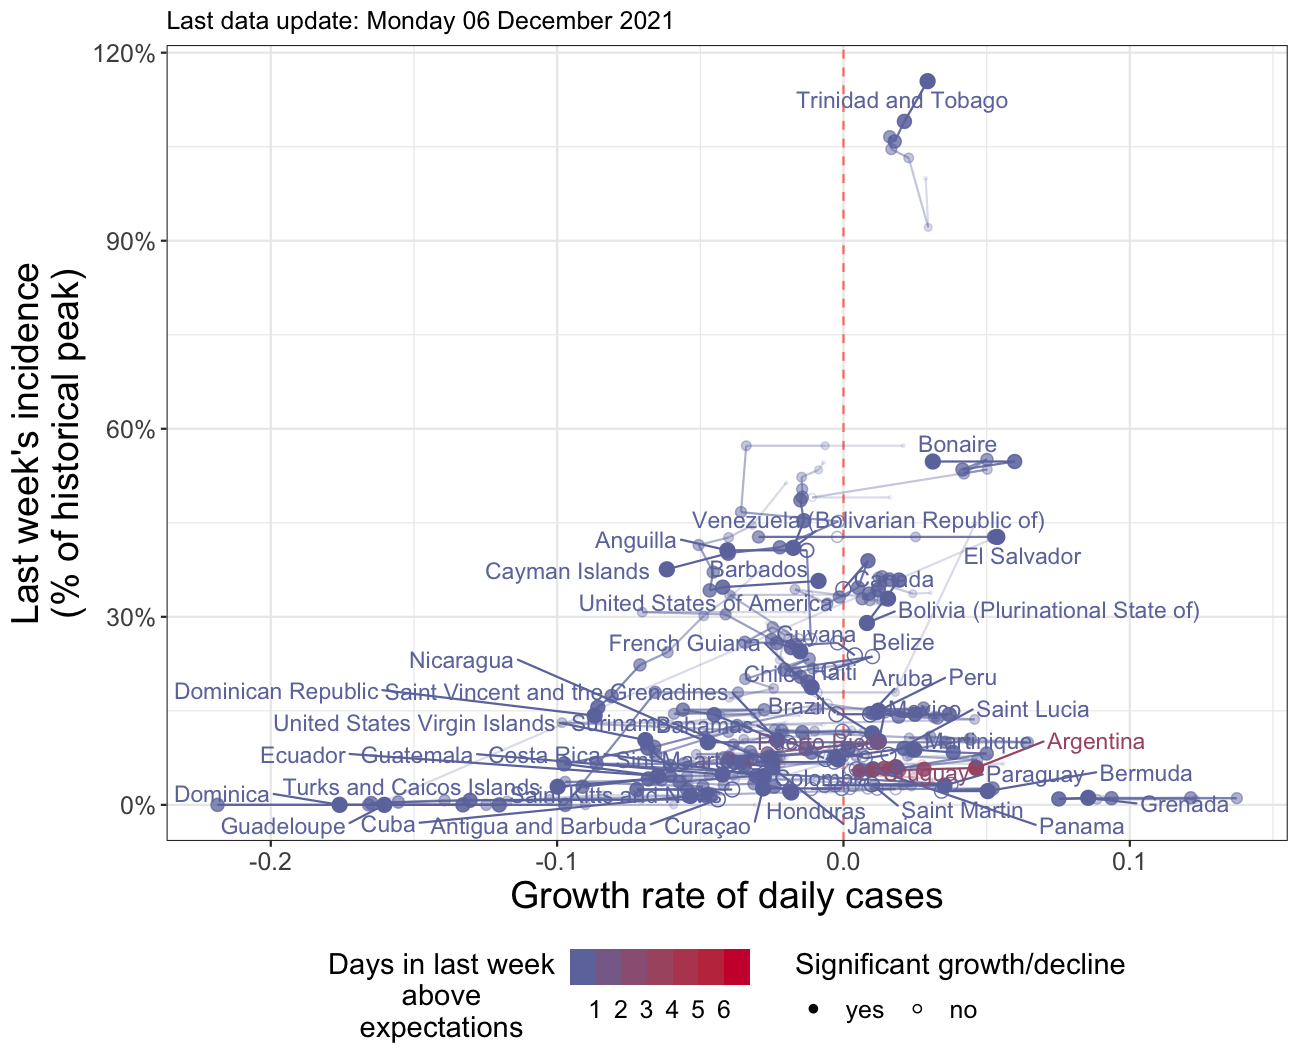 Last data update: Monday 06 December 2021
120%
90%
60%
30%
0%
Last week's incidence
(% of historical peak)
Trinidad and Tobago
Bonaire
Venezuela (Bolivarian Republic of)
Anguilla
El Salvador
Cayman Islands
Barbados
Canada
United States of America
Bolivia (Plurinational State of)
Guyana
French Guiana
Belize
Nicaragua
Chile
Haiti
Aruba
Peru
Dominican Republic
Saint Vincent and the Grenadines
Brazil
Mexico
Saint Lucia
United States Virgin Islands
Suriname
Bahamas
Puerto Rico
Martinique
Argentina
Ecuador
Guatemala
Costa Rica
Sint Maarten
Colombia
Uruguay
Paraguay
Bermuda
Turks and Caicos Islands
Dominica
Saint Kitts and Nevis
Grenada
Honduras
Saint Martin
Guadeloupe
Cuba
Antigua and Barbuda
Curaçao
Jamaica
Panama
-0.2
-0.1
0.0
0.1
Growth rate of daily cases
Days in last week
above
expectations
1 2 3 4 5 6
Significant growth/decline
yes
no